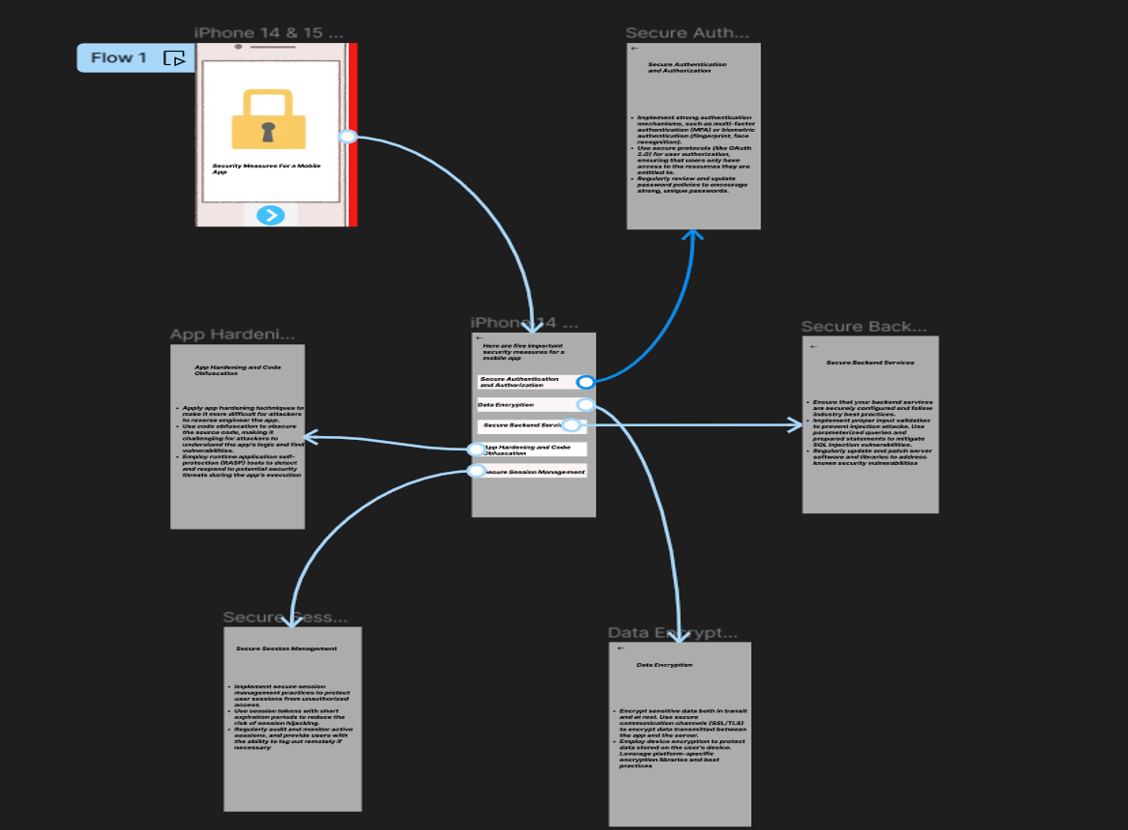 iPhone 14 & 15 ...
Flow 1
Security Measures For a Mobile
App
Secure Auth...
←
Secure Authentication
and Authorization
• Implement strong authentication
mechanisms, such as multi-factor
authentication (MFA) or biometric
authentication (fingerprint, face
recognition).
• Use secure protocols (like OAuth
2.0) for user authorization,
ensuring that users only have
access to the resources they are
entitled to.
• Regularly review and update
password policies to encourage
strong, unique passwords.
App Hardeni...
App Hardening and Code
Obfuscation
• Apply app hardening techniques to
make it more difficult for attackers
to reverse engineer the app.
• Use code obfuscation to obscure
the source code, making it
challenging for attackers to
understand the app's logic and find
vulnerabilities.
• Employ runtime application self-
protection (RASP) tools to detect
and respond to potential security
threats during the app's execution
iPhone 14 ...
←
Here are five important
security measures for a
mobile app
Secure Authentication
and Authorization
Data Encryption
Secure Backend Servic
App Hardening and Code
Obfuscation
Secure Session Management
Secure Back...
←
Secure Backend Services
• Ensure that your backend services
are securely configured and follow
industry best practices.
• Implement proper input validation
to prevent injection attacks. Use
parameterized queries and
prepared statements to mitigate
SQL injection vulnerabilities.
• Regularly update and patch server
software and libraries to address
known security vulnerabilities
Secure Sess...
Secure Session Management
• Implement secure session
management practices to protect
user sessions from unauthorized
access.
• Use session tokens with short
expiration periods to reduce the
risk of session hijacking.
• Regularly audit and monitor active
sessions, and provide users with
the ability to log out remotely if
necessary
Data Encrypt...
←
Data Encryption
• Encrypt sensitive data both in transit
and at rest. Use secure
communication channels (SSL/TLS)
to encrypt data transmitted between
the app and the server.
• Employ device encryption to protect
data stored on the user's device.
Leverage platform-specific
encryption libraries and best
practices